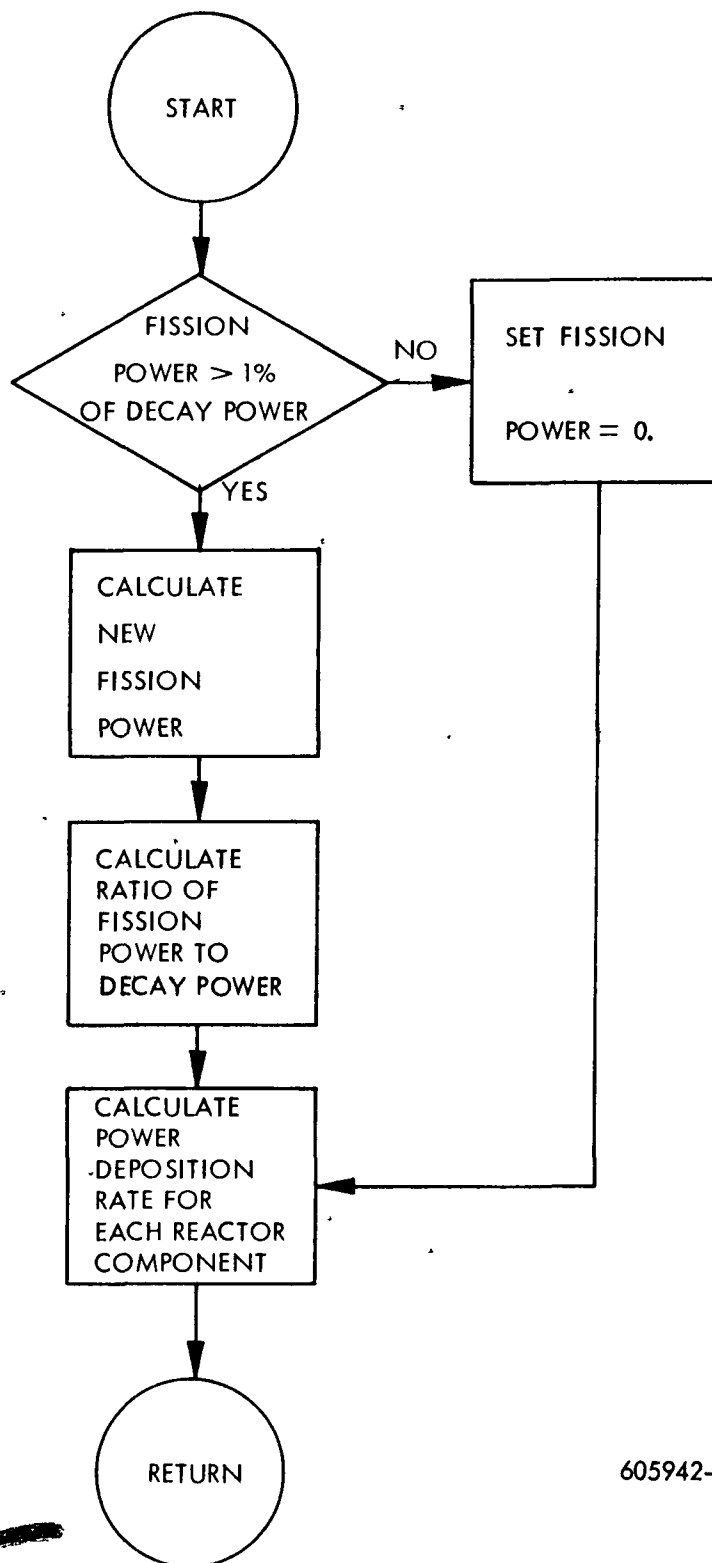 START
FISSION
POWER > 1%
OF DECAY POWER
NO
SET FISSION
POWER = 0.
YES
CALCULATE
NEW
FISSION
POWER
CALCULATE
RATIO OF
FISSION
POWER TO
DECAY POWER
CALCULATE
POWER
DEPOSITION
RATE FOR
EACH REACTOR
COMPONENT
RETURN
605942-